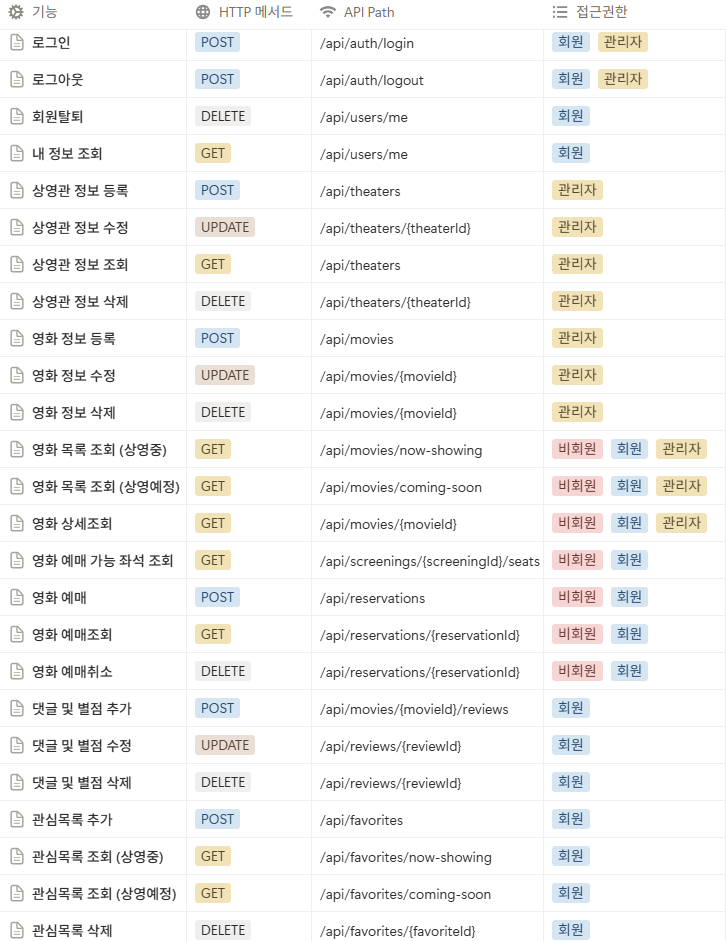 기능 HTTP 메서드 API Path 접근권한
로그인 POST /api/auth/login 회원 관리자
로그아웃 POST /api/auth/logout 회원 관리자
회원탈퇴 DELETE /api/users/me 회원
내 정보 조회 GET /api/users/me 회원
상영관 정보 등록 POST /api/theaters 관리자
상영관 정보 수정 UPDATE /api/theaters/{theaterId} 관리자
상영관 정보 조회 GET /api/theaters 관리자
상영관 정보 삭제 DELETE /api/theaters/{theaterId} 관리자
영화 정보 등록 POST /api/movies 관리자
영화 정보 수정 UPDATE /api/movies/{movieId} 관리자
영화 정보 삭제 DELETE /api/movies/{movieId} 관리자
영화 목록 조회 (상영중) GET /api/movies/now-showing 비회원 회원 관리자
영화 목록 조회 (상영예정) GET /api/movies/coming-soon 비회원 회원 관리자
영화 상세조회 GET /api/movies/{movieId} 비회원 회원 관리자
영화 예매 가능 좌석 조회 GET /api/screenings/{screeningId}/seats 비회원 회원
영화 예매 POST /api/reservations 비회원 회원
영화 예매조회 GET /api/reservations/{reservationId} 비회원 회원
영화 예매취소 DELETE /api/reservations/{reservationId} 비회원 회원
댓글 및 별점 추가 POST /api/movies/{movieId}/reviews 회원
댓글 및 별점 수정 UPDATE /api/reviews/{reviewId} 회원
댓글 및 별점 삭제 DELETE /api/reviews/{reviewId} 회원
관심목록 추가 POST /api/favorites 회원
관심목록 조회 (상영중) GET /api/favorites/now-showing 회원
관심목록 조회 (상영예정) GET /api/favorites/coming-soon 회원
관심목록 삭제 DELETE /api/favorites/{favoriteId} 회원